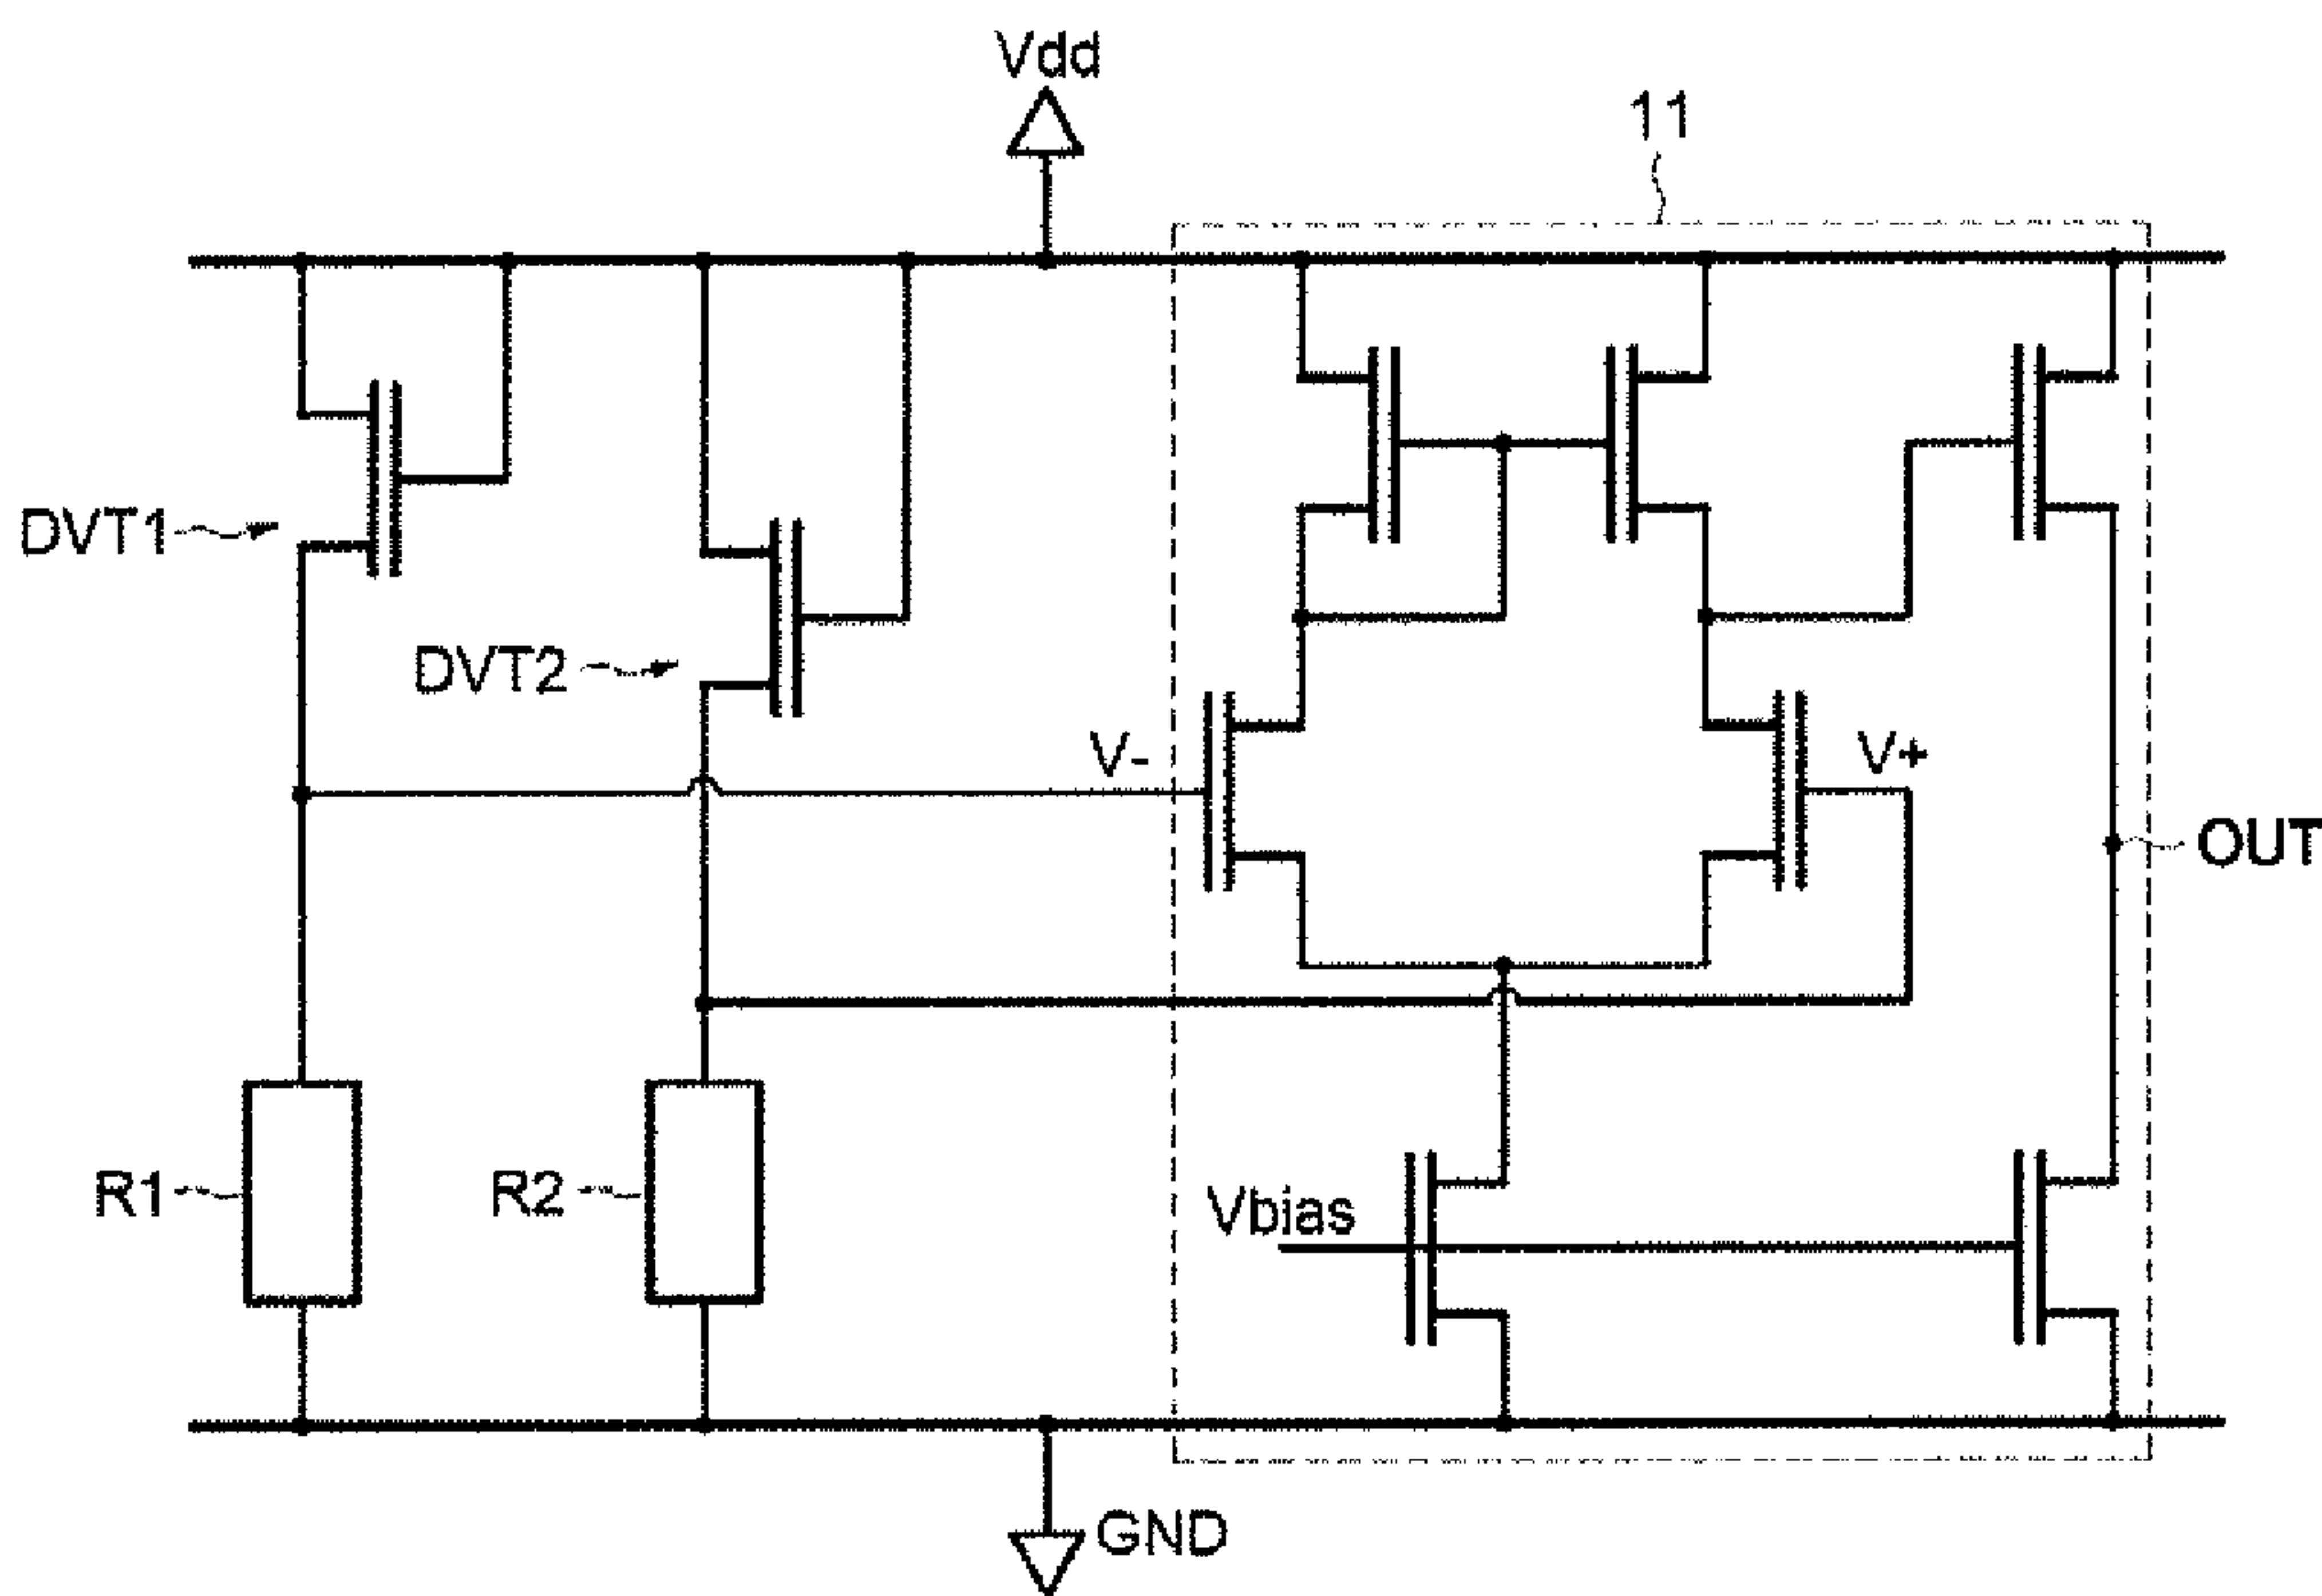 Vdd
11
DVT1
DVT2
V-
V+
OUT
R1
R2
Vbias
GND